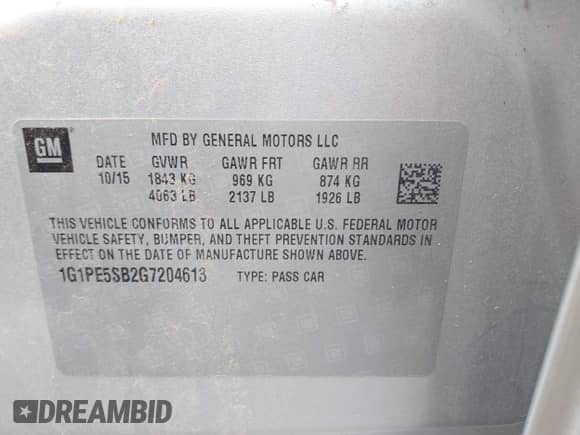 GM
MFD BY GENERAL MOTORS LLC
DATE GVWR GAWR FRT GAWR RR
10/15 1843 KG 969 KG 874 KG
4063 LB 2137 LB 1926 LB
THIS VEHICLE CONFORMS TO ALL APPLICABLE U.S. FEDERAL MOTOR
VEHICLE SAFETY, BUMPER, AND THEFT PREVENTION STANDARDS IN
EFFECT ON THE DATE OF MANUFACTURE SHOWN ABOVE.
1G1PE5SB2G7204613 TYPE: PASS CAR
DREAMBID